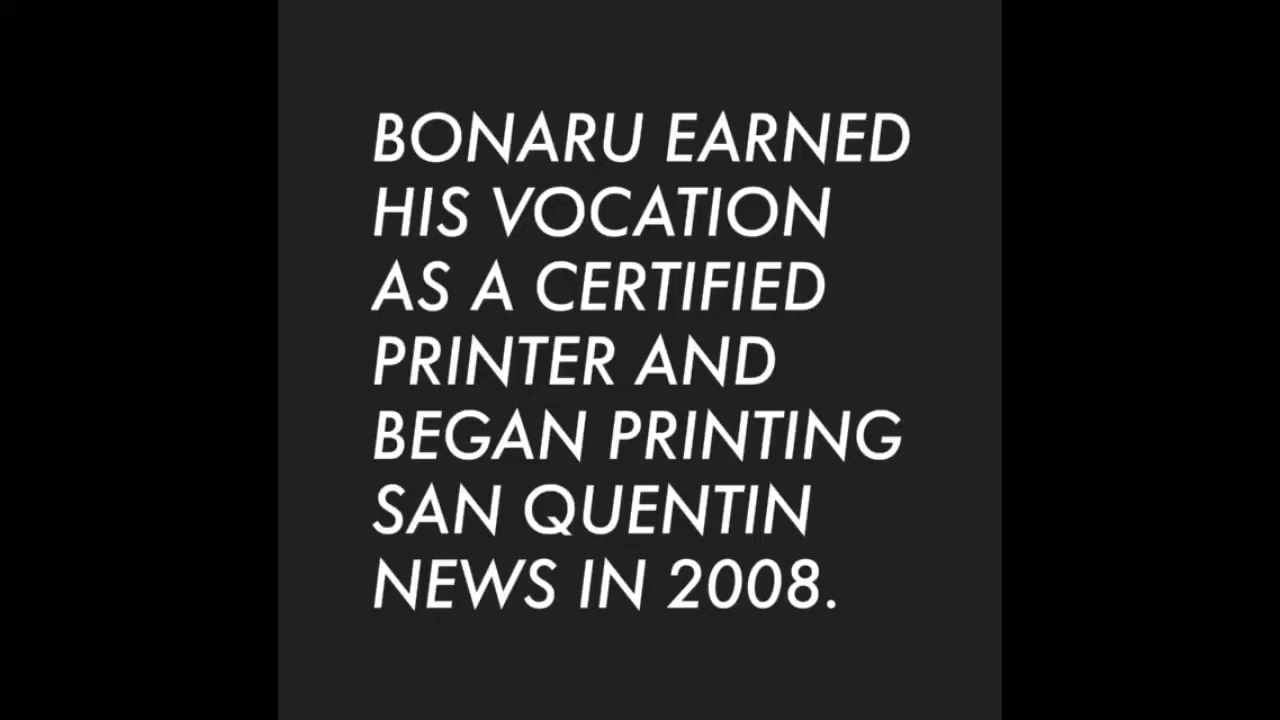 BONARU EARNED
HIS VOCATION
AS A CERTIFIED
PRINTER AND
BEGAN PRINTING
SAN QUENTIN
NEWS IN 2008.